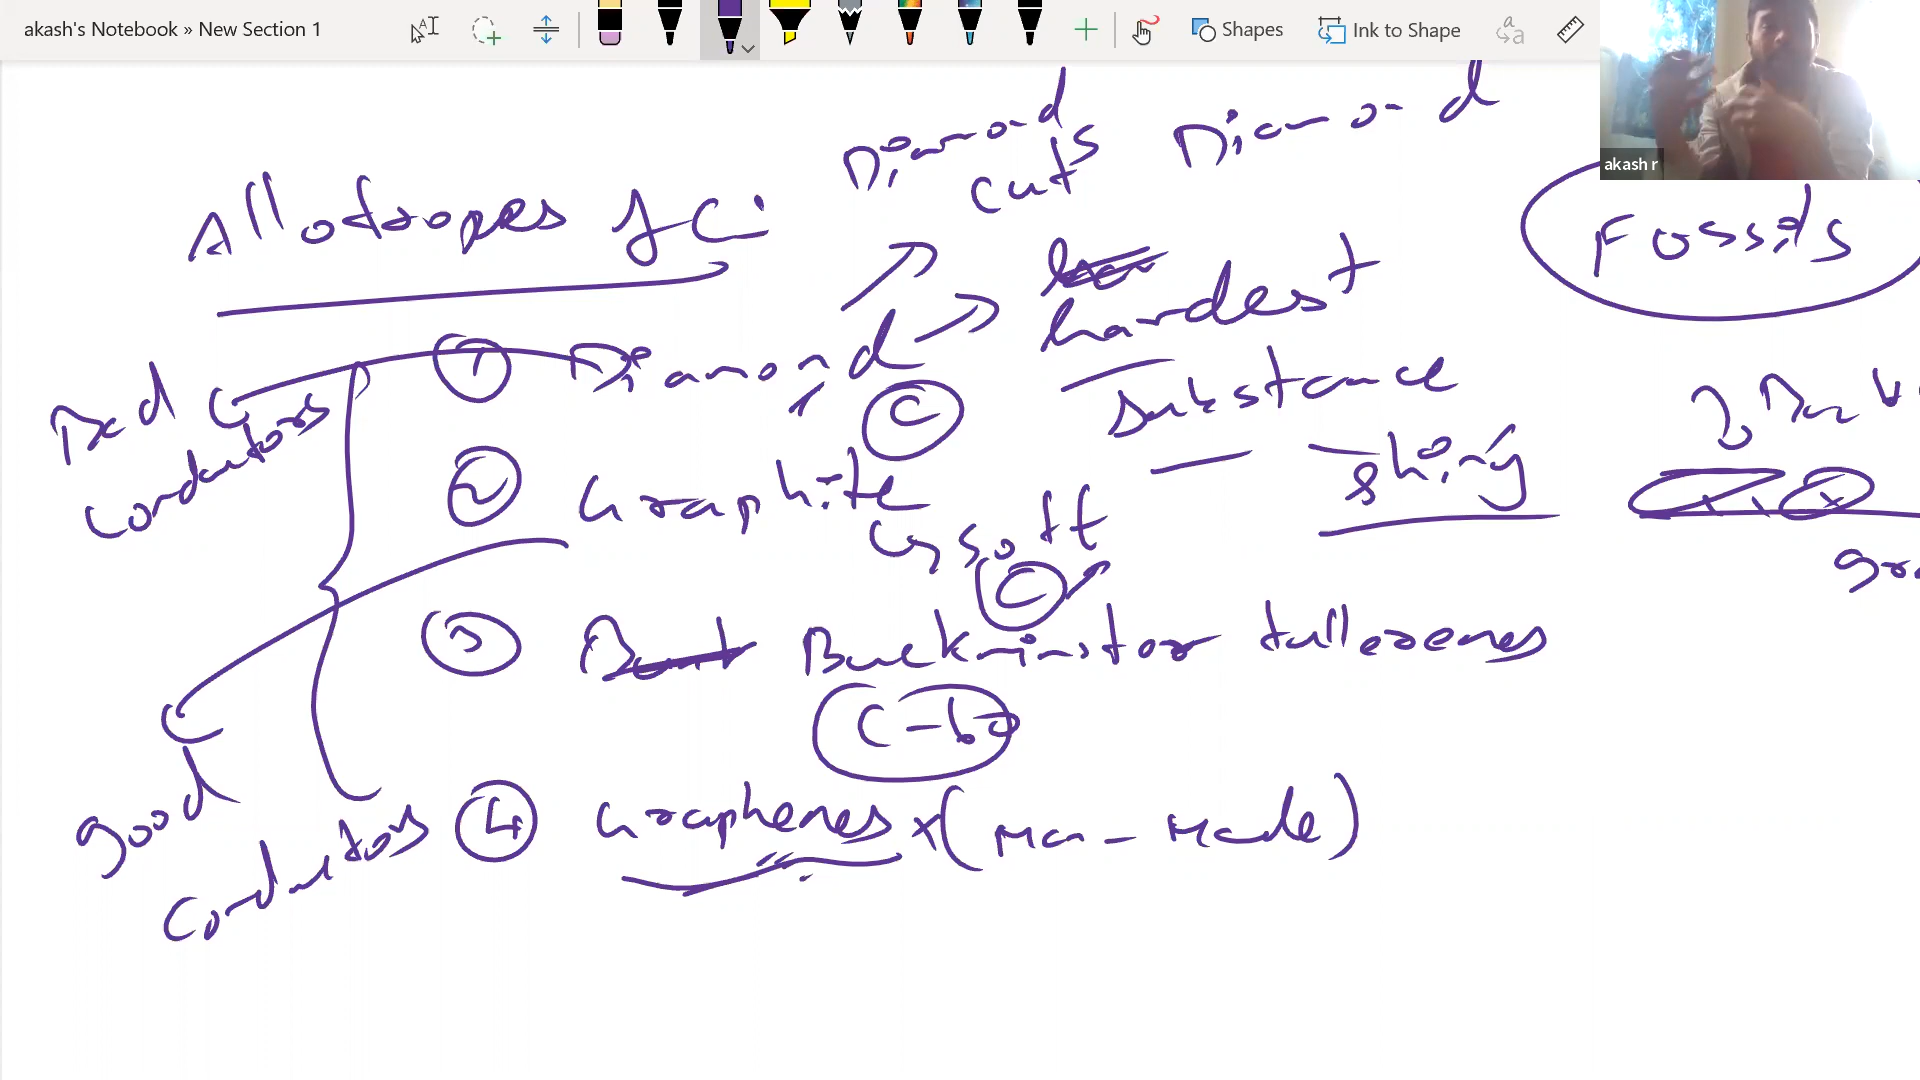 akash's Notebook » New Section 1
Shapes
Ink to Shape
akash r
Diamond cuts Diamond
Allotropes of C:
Fossils
hardest substance
① Diamond
C
Bad conductors
shiny
② Graphite
soft
C
③ Buckminster fullerenes
C-60
④ Graphenes (Man-Made)
good conductors